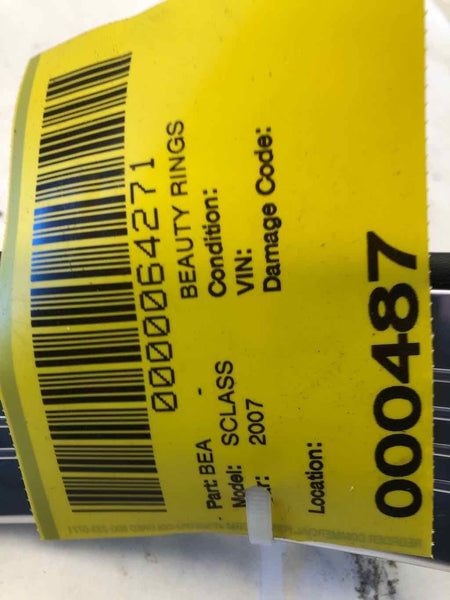 0000064271
Part: BEA - BEAUTY RINGS
Model: SCLASS Condition:
r: 2007 VIN:
Damage Code:
Location:
000487